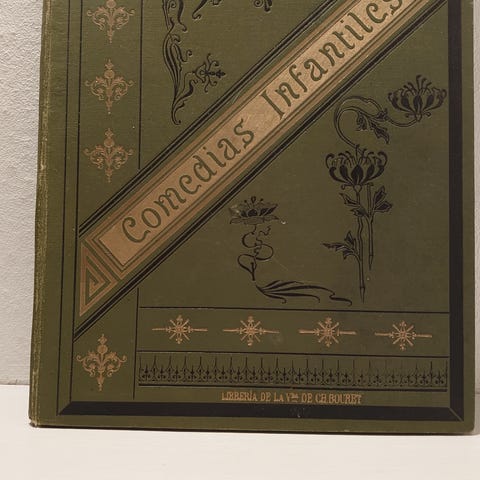 Comedias Infantiles
LIBRERÍA DE LA Vda DE CH. BOURET